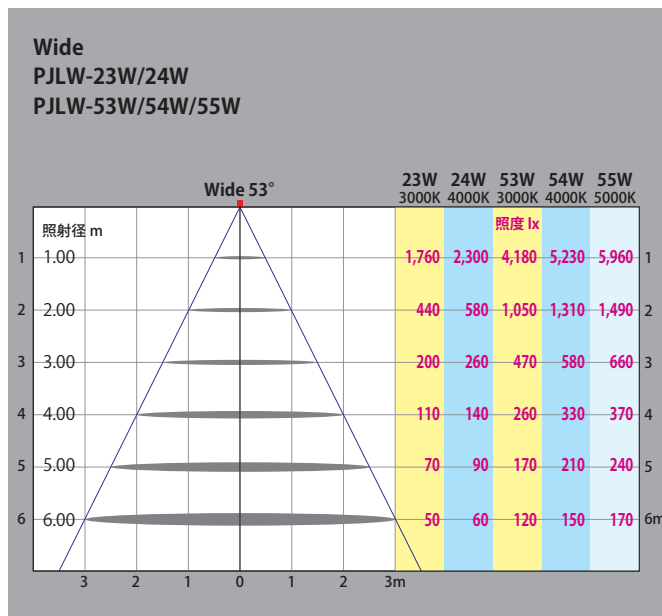 Wide
PJLW-23W/24W
PJLW-53W/54W/55W
Wide 53°
23W 24W 53W 54W 55W
3000K 4000K 3000K 4000K 5000K
照射径 m
照度 lx
1 1.00 1,760 2,300 4,180 5,230 5,960 1
2 2.00 440 580 1,050 1,310 1,490 2
3 3.00 200 260 470 580 660 3
4 4.00 110 140 260 330 370 4
5 5.00 70 90 170 210 240 5
6 6.00 50 60 120 150 170 6m
3 2 1 0 1 2 3m